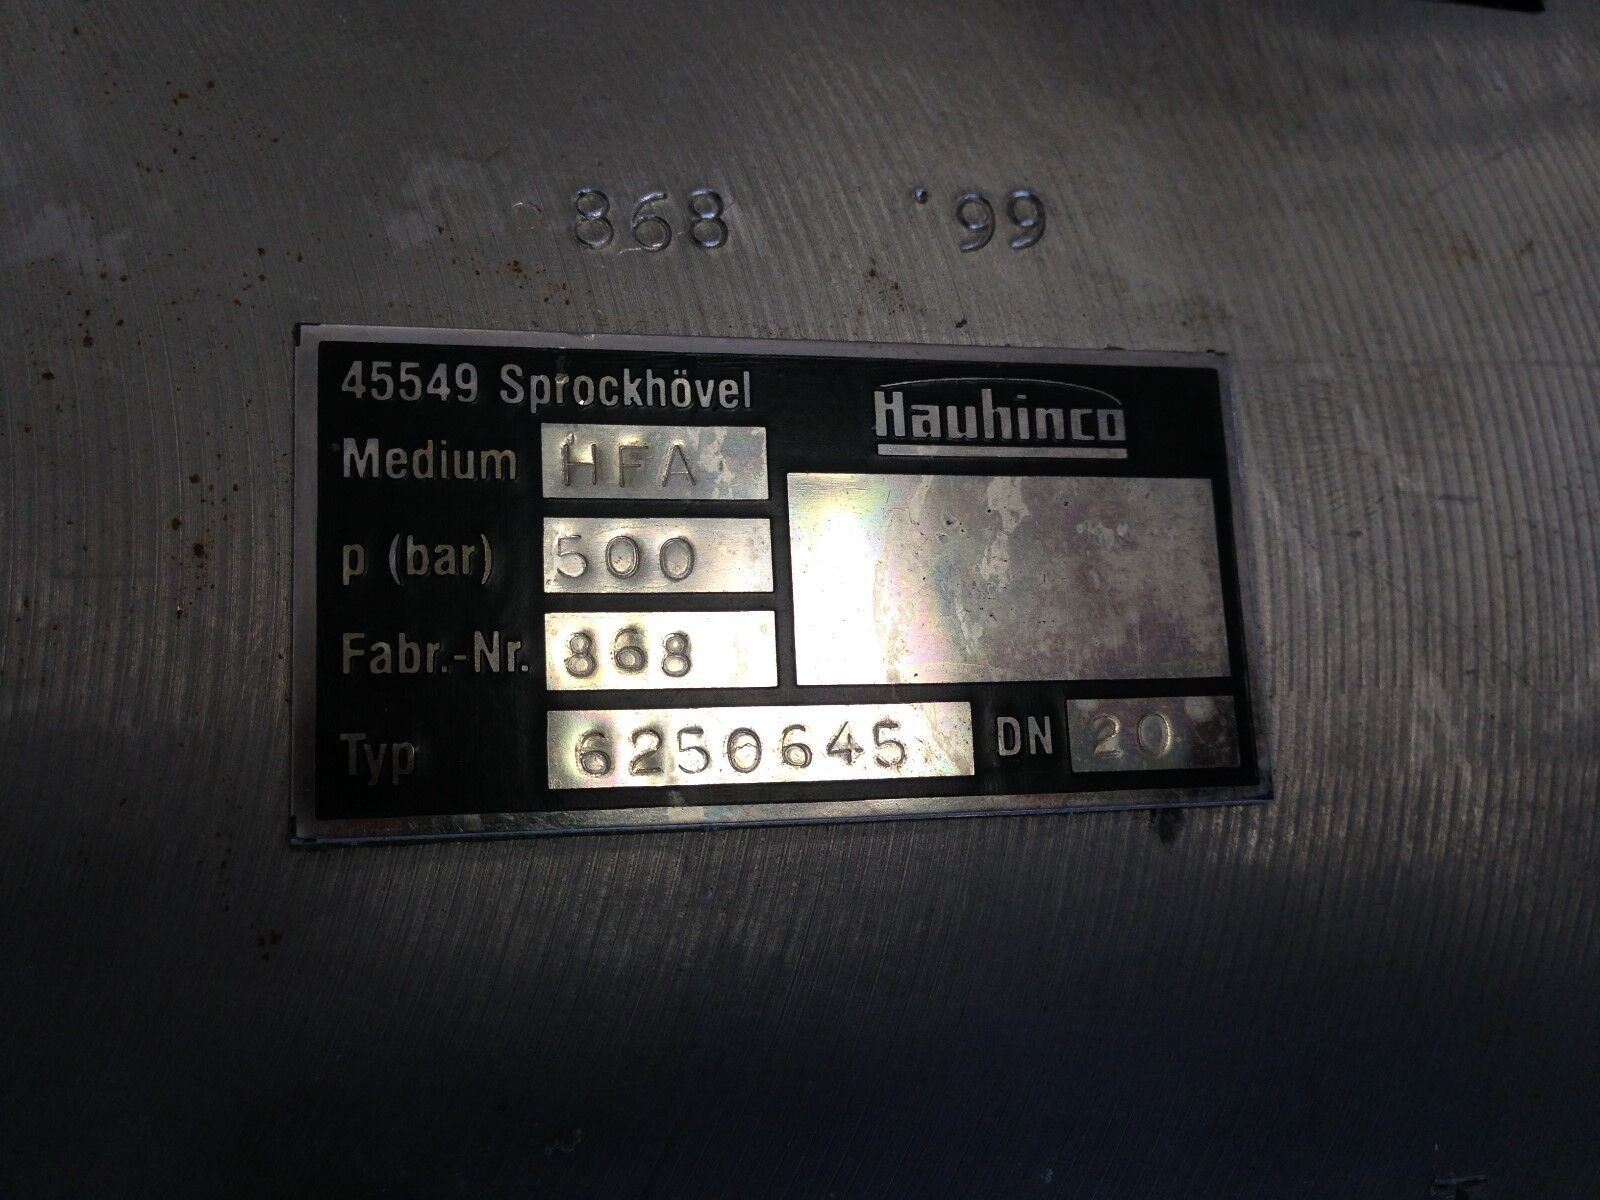 868 '99
45549 Sprockhövel
Hauhinco
Medium HFA
p (bar) 500
Fabr.-Nr. 868
Typ 6250645 DN 20